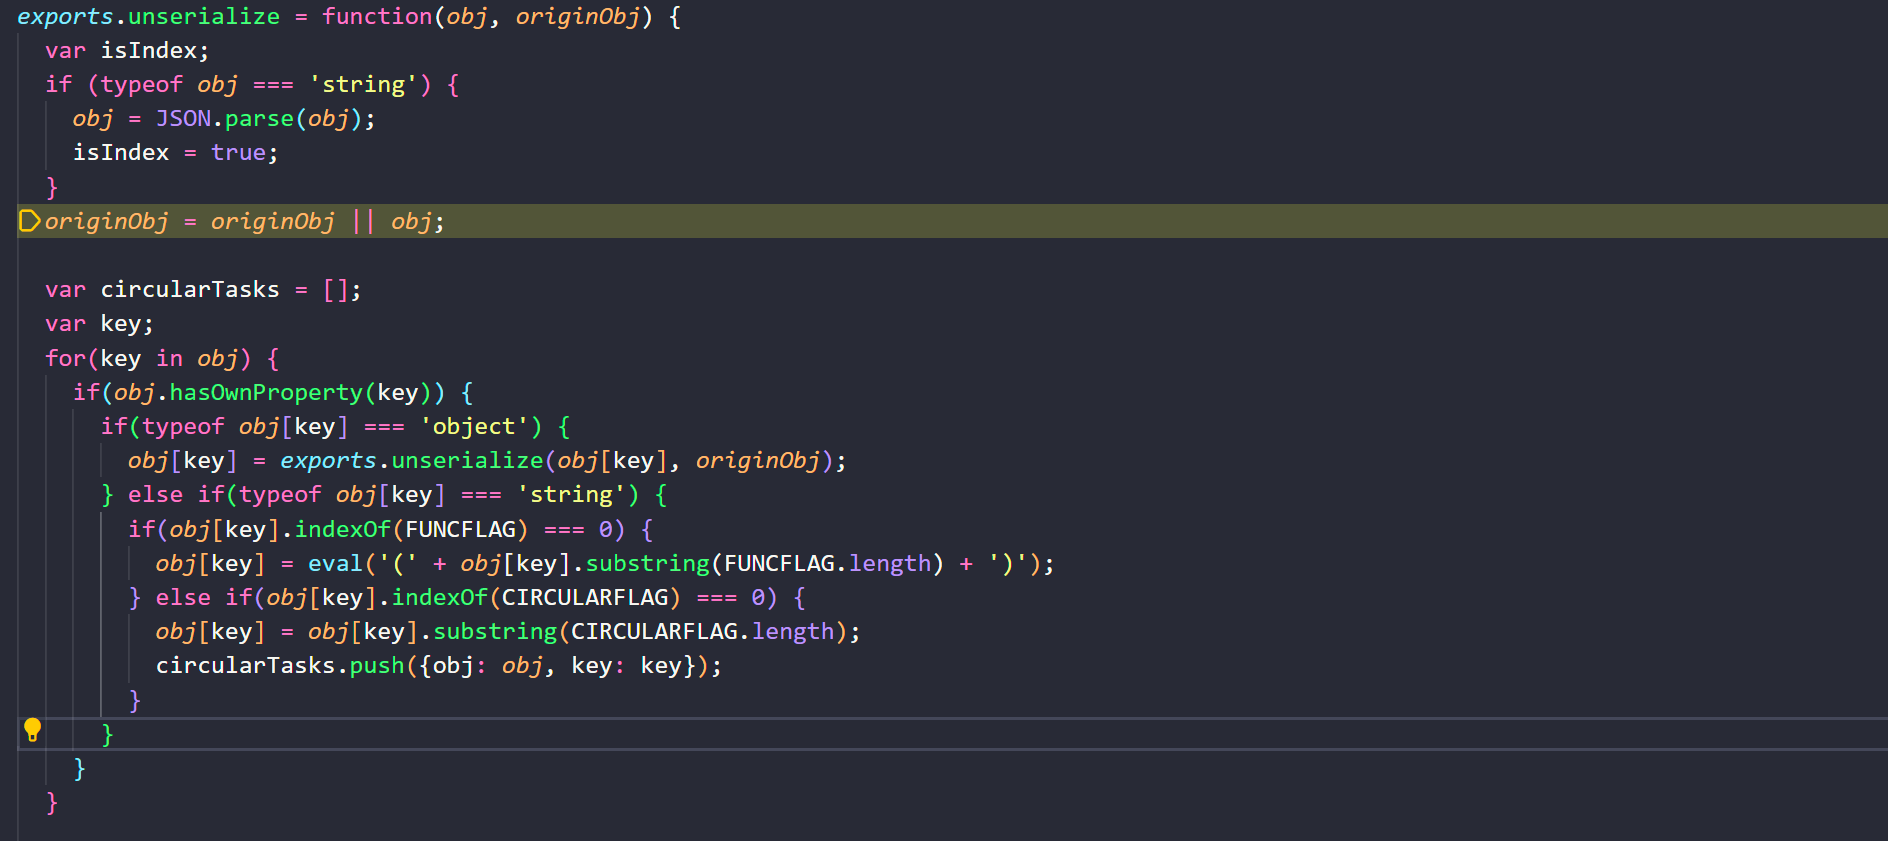 exports.unserialize = function(obj, originObj) {
  var isIndex;
  if (typeof obj === 'string') {
    obj = JSON.parse(obj);
    isIndex = true;
  }
  originObj = originObj || obj;

  var circularTasks = [];
  var key;
  for(key in obj) {
    if(obj.hasOwnProperty(key)) {
      if(typeof obj[key] === 'object') {
        obj[key] = exports.unserialize(obj[key], originObj);
      } else if(typeof obj[key] === 'string') {
        if(obj[key].indexOf(FUNCFLAG) === 0) {
          obj[key] = eval('(' + obj[key].substring(FUNCFLAG.length) + ')');
        } else if(obj[key].indexOf(CIRCULARFLAG) === 0) {
          obj[key] = obj[key].substring(CIRCULARFLAG.length);
          circularTasks.push({obj: obj, key: key});
        }
      }
    }
  }